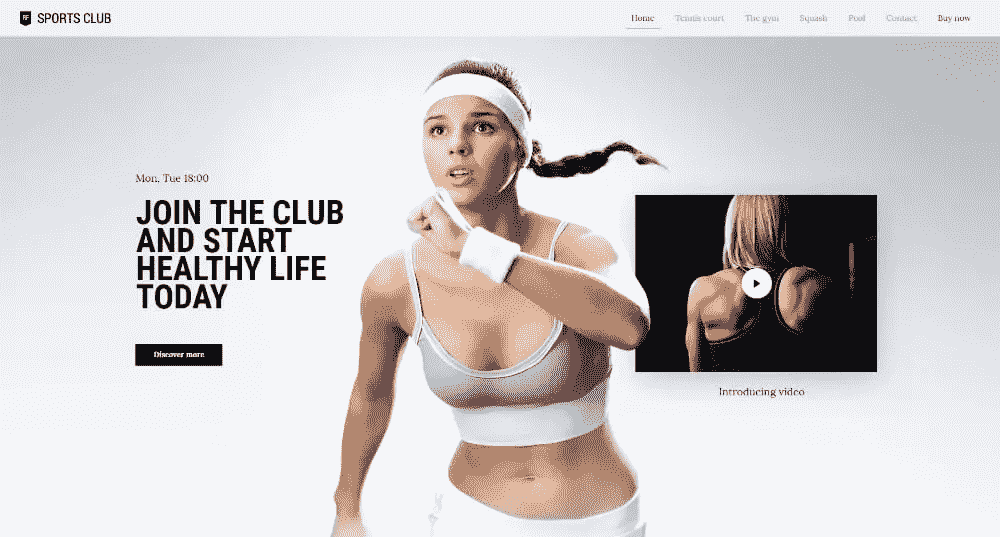 RF SPORTS CLUB
Home Tennis court The gym Squash Pool Contact Buy now
Mon, Tue 18:00
JOIN THE CLUB
AND START
HEALTHY LIFE
TODAY
Discover more
Introducing video